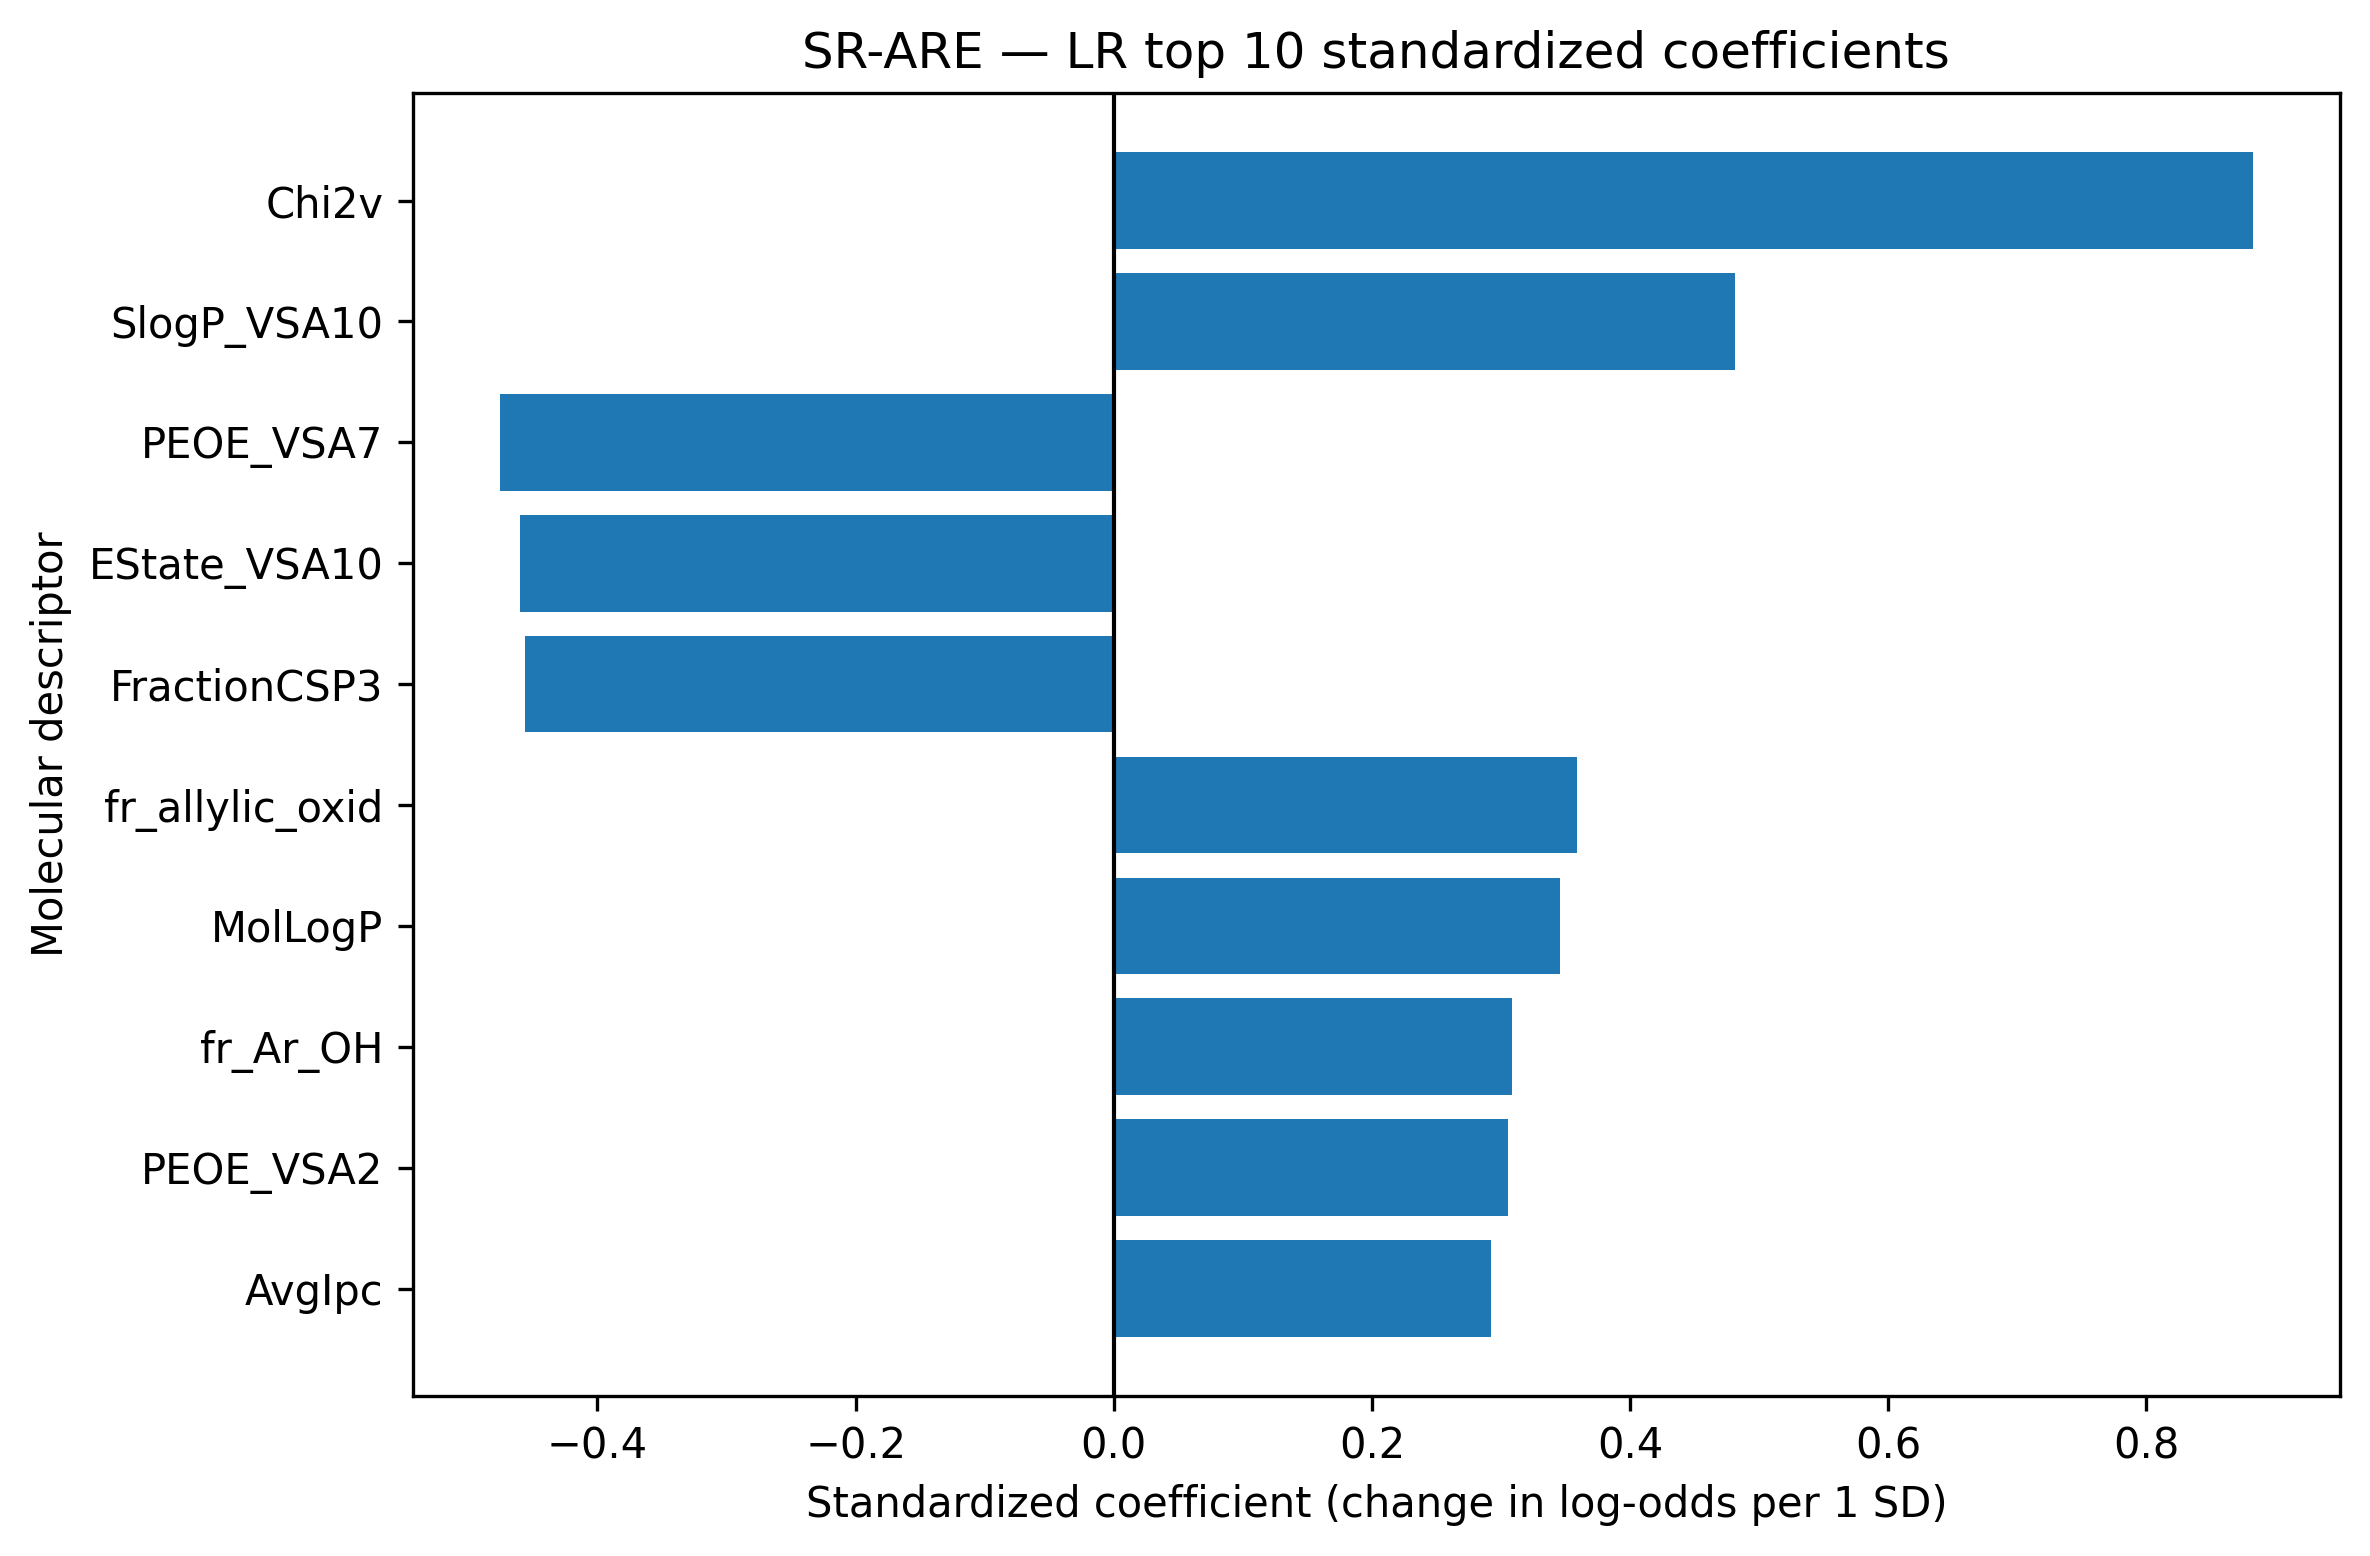 SR-ARE — LR top 10 standardized coefficients
Molecular descriptor
Chi2v
SlogP_VSA10
PEOE_VSA7
EState_VSA10
FractionCSP3
fr_allylic_oxid
MolLogP
fr_Ar_OH
PEOE_VSA2
AvgIpc
−0.4 −0.2 0.0 0.2 0.4 0.6 0.8
Standardized coefficient (change in log-odds per 1 SD)